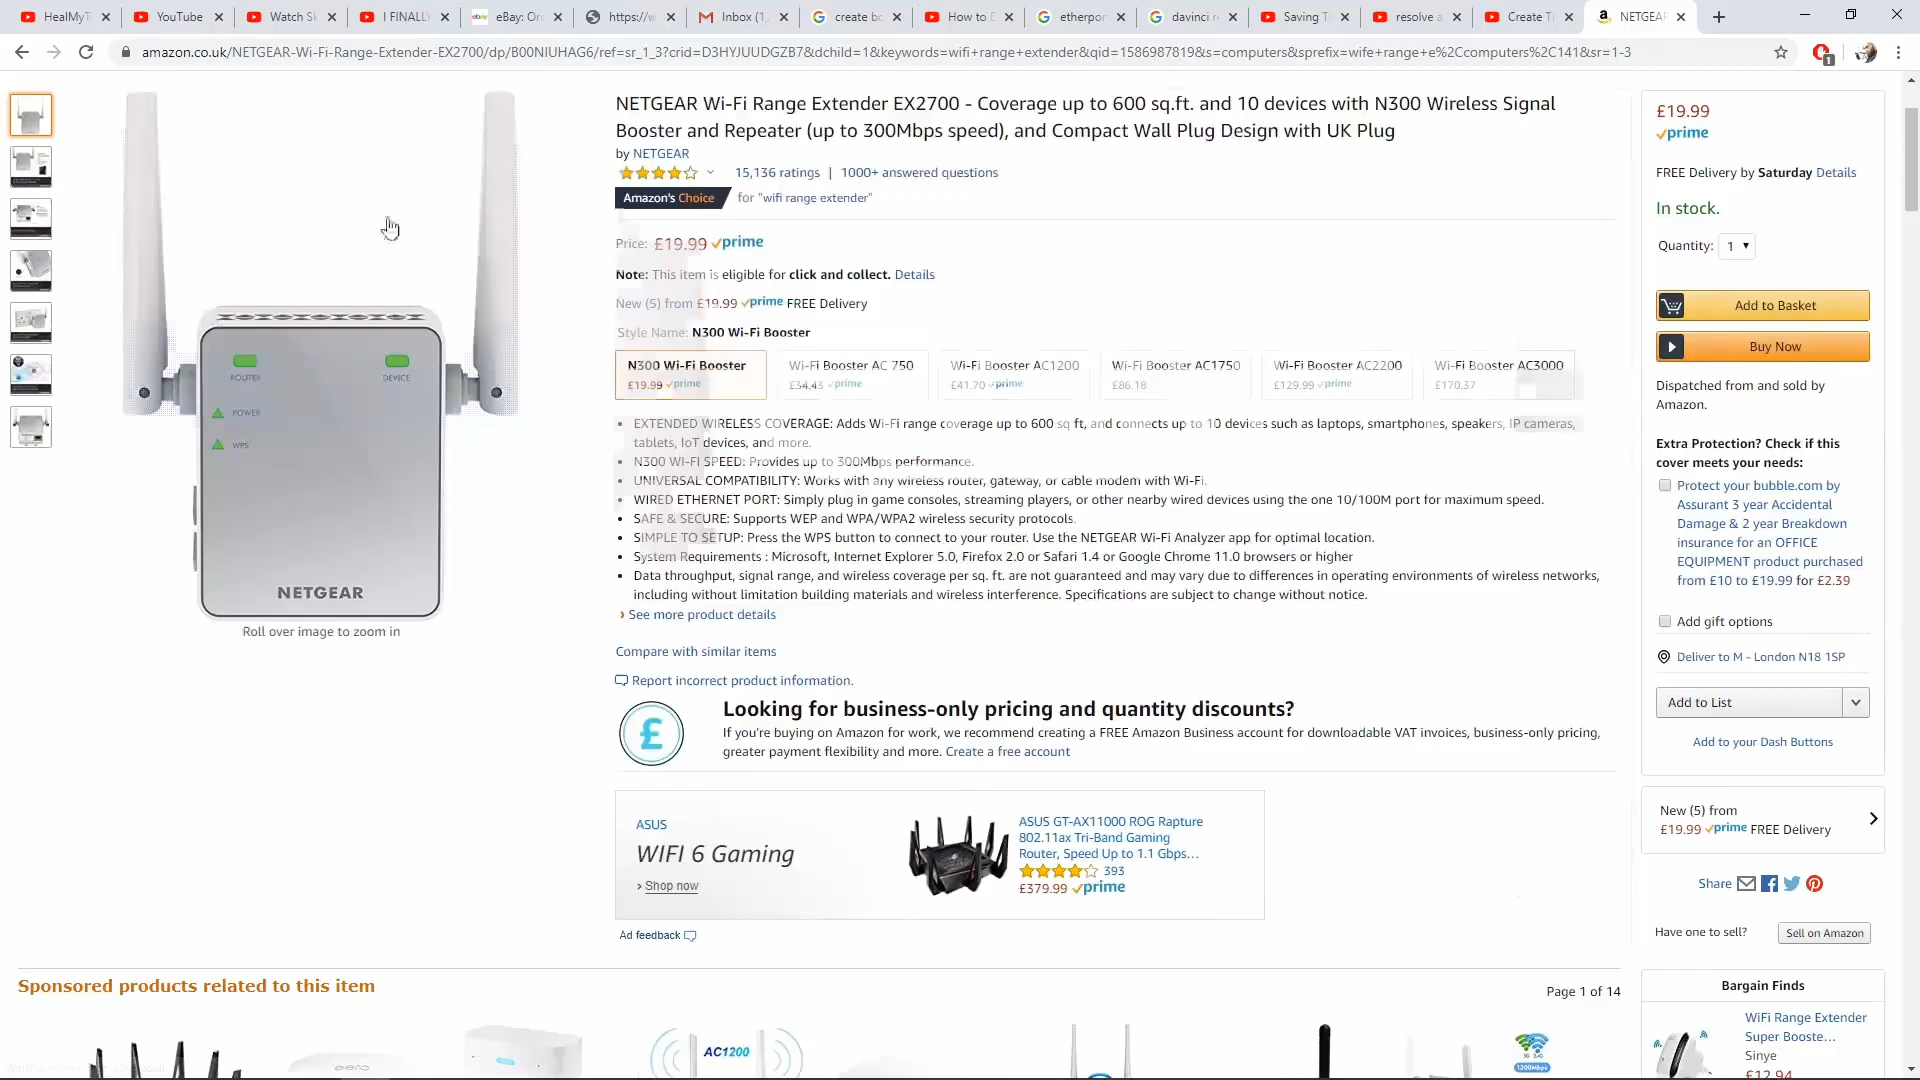 HealMyT
YouTube
Watch Sk
I FINALLY
eBay: Or
https://w
Inbox (1,
create bo
How to D
etherpor
davinci re
Saving T
resolve a
Create Ti
NETGEAR
amazon.co.uk/NETGEAR-Wi-Fi-Range-Extender-EX2700/dp/B00NIUHAG6/ref=sr_1_3?crid=D3HYJUUDGZB7&dchild=1&keywords=wifi+range+extender&qid=1586987819&s=computers&sprefix=wife+range+e%2Ccomputers%2C141&sr=1-3
1
ROUTER
DEVICE
POWER
WPS
NETGEAR
Roll over image to zoom in
NETGEAR Wi-Fi Range Extender EX2700 - Coverage up to 600 sq.ft. and 10 devices with N300 Wireless Signal
Booster and Repeater (up to 300Mbps speed), and Compact Wall Plug Design with UK Plug
by NETGEAR
15,136 ratings | 1000+ answered questions
Amazon's Choice for "wifi range extender"
Price: £19.99 prime
Note: This item is eligible for click and collect. Details
New (5) from £19.99 prime FREE Delivery
Style Name: N300 Wi-Fi Booster
N300 Wi-Fi Booster
£19.99 prime
Wi-Fi Booster AC 750
£34.43 prime
Wi-Fi Booster AC1200
£41.70 prime
Wi-Fi Booster AC1750
£86.18
Wi-Fi Booster AC2200
£129.99 prime
Wi-Fi Booster AC3000
£170.37
• EXTENDED WIRELESS COVERAGE: Adds Wi-Fi range coverage up to 600 sq ft, and connects up to 10 devices such as laptops, smartphones, speakers, IP cameras,
tablets, IoT devices, and more.
• N300 WI-FI SPEED: Provides up to 300Mbps performance.
• UNIVERSAL COMPATIBILITY: Works with any wireless router, gateway, or cable modem with Wi-Fi.
• WIRED ETHERNET PORT: Simply plug in game consoles, streaming players, or other nearby wired devices using the one 10/100M port for maximum speed.
• SAFE & SECURE: Supports WEP and WPA/WPA2 wireless security protocols.
• SIMPLE TO SETUP: Press the WPS button to connect to your router. Use the NETGEAR Wi-Fi Analyzer app for optimal location.
• System Requirements : Microsoft, Internet Explorer 5.0, Firefox 2.0 or Safari 1.4 or Google Chrome 11.0 browsers or higher
• Data throughput, signal range, and wireless coverage per sq. ft. are not guaranteed and may vary due to differences in operating environments of wireless networks,
including without limitation building materials and wireless interference. Specifications are subject to change without notice.
› See more product details
Compare with similar items
Report incorrect product information.
£
Looking for business-only pricing and quantity discounts?
If you're buying on Amazon for work, we recommend creating a FREE Amazon Business account for downloadable VAT invoices, business-only pricing,
greater payment flexibility and more. Create a free account
ASUS
WIFI 6 Gaming
› Shop now
ASUS GT-AX11000 ROG Rapture
802.11ax Tri-Band Gaming
Router, Speed Up to 1.1 Gbps...
393
£379.99 prime
Ad feedback
£19.99
prime
FREE Delivery by Saturday Details
In stock.
Quantity: 1
Add to Basket
Buy Now
Dispatched from and sold by
Amazon.
Extra Protection? Check if this
cover meets your needs:
Protect your bubble.com by
Assurant 3 year Accidental
Damage & 2 year Breakdown
insurance for an OFFICE
EQUIPMENT product purchased
from £10 to £19.99 for £2.39
Add gift options
Deliver to M - London N18 1SP
Add to List
Add to your Dash Buttons
New (5) from
£19.99 prime FREE Delivery
Share
Have one to sell?
Sell on Amazon
Sponsored products related to this item
Page 1 of 14
eero
AC1200
1200Mbps
Bargain Finds
WiFi Range Extender
Super Booste...
Sinye
£12.94